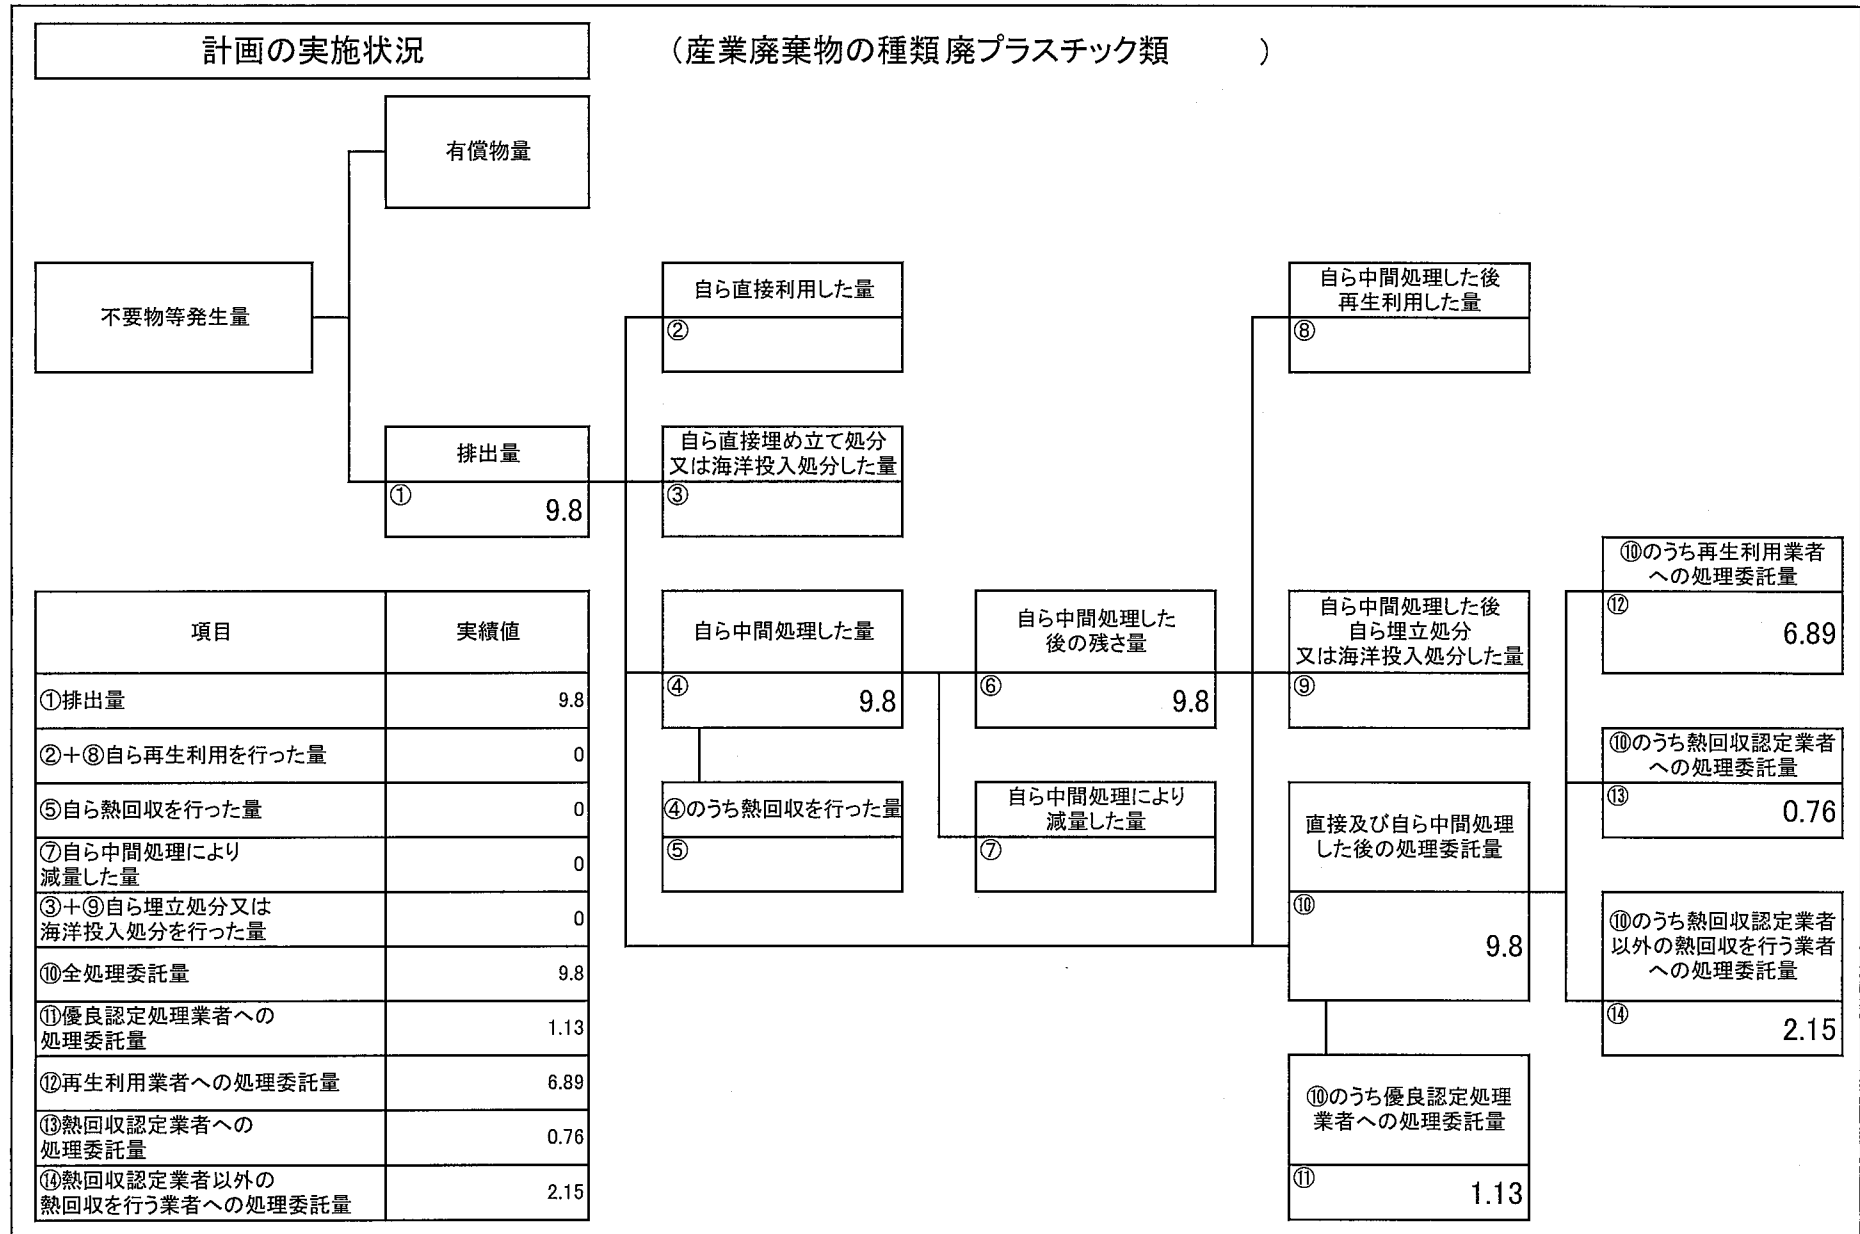 計画の実施状況
（産業廃棄物の種類 廃プラスチック類　　　）
有償物量
不要物等発生量
自ら直接利用した量
②
自ら中間処理した後
再生利用した量
⑧
排出量
① 9.8
自ら直接埋め立て処分
又は海洋投入処分した量
③
自ら中間処理した量
④ 9.8
自ら中間処理した
後の残さ量
⑥ 9.8
自ら中間処理した後
自ら埋立処分
又は海洋投入処分した量
⑨
⑩のうち再生利用業者
への処理委託量
⑫ 6.89
④のうち熱回収を行った量
⑤
自ら中間処理により
減量した量
⑦
直接及び自ら中間処理
した後の処理委託量
⑩ 9.8
⑩のうち熱回収認定業者
への処理委託量
⑬ 0.76
⑩のうち熱回収認定業者
以外の熱回収を行う業者
への処理委託量
⑭ 2.15
⑩のうち優良認定処理
業者への処理委託量
⑪ 1.13
項目 実績値
①排出量 9.8
②＋⑧自ら再生利用を行った量 0
⑤自ら熱回収を行った量 0
⑦自ら中間処理により
減量した量 0
③＋⑨自ら埋立処分又は
海洋投入処分を行った量 0
⑩全処理委託量 9.8
⑪優良認定処理業者への
処理委託量 1.13
⑫再生利用業者への処理委託量 6.89
⑬熱回収認定業者への
処理委託量 0.76
⑭熱回収認定業者以外の
熱回収を行う業者への処理委託量 2.15